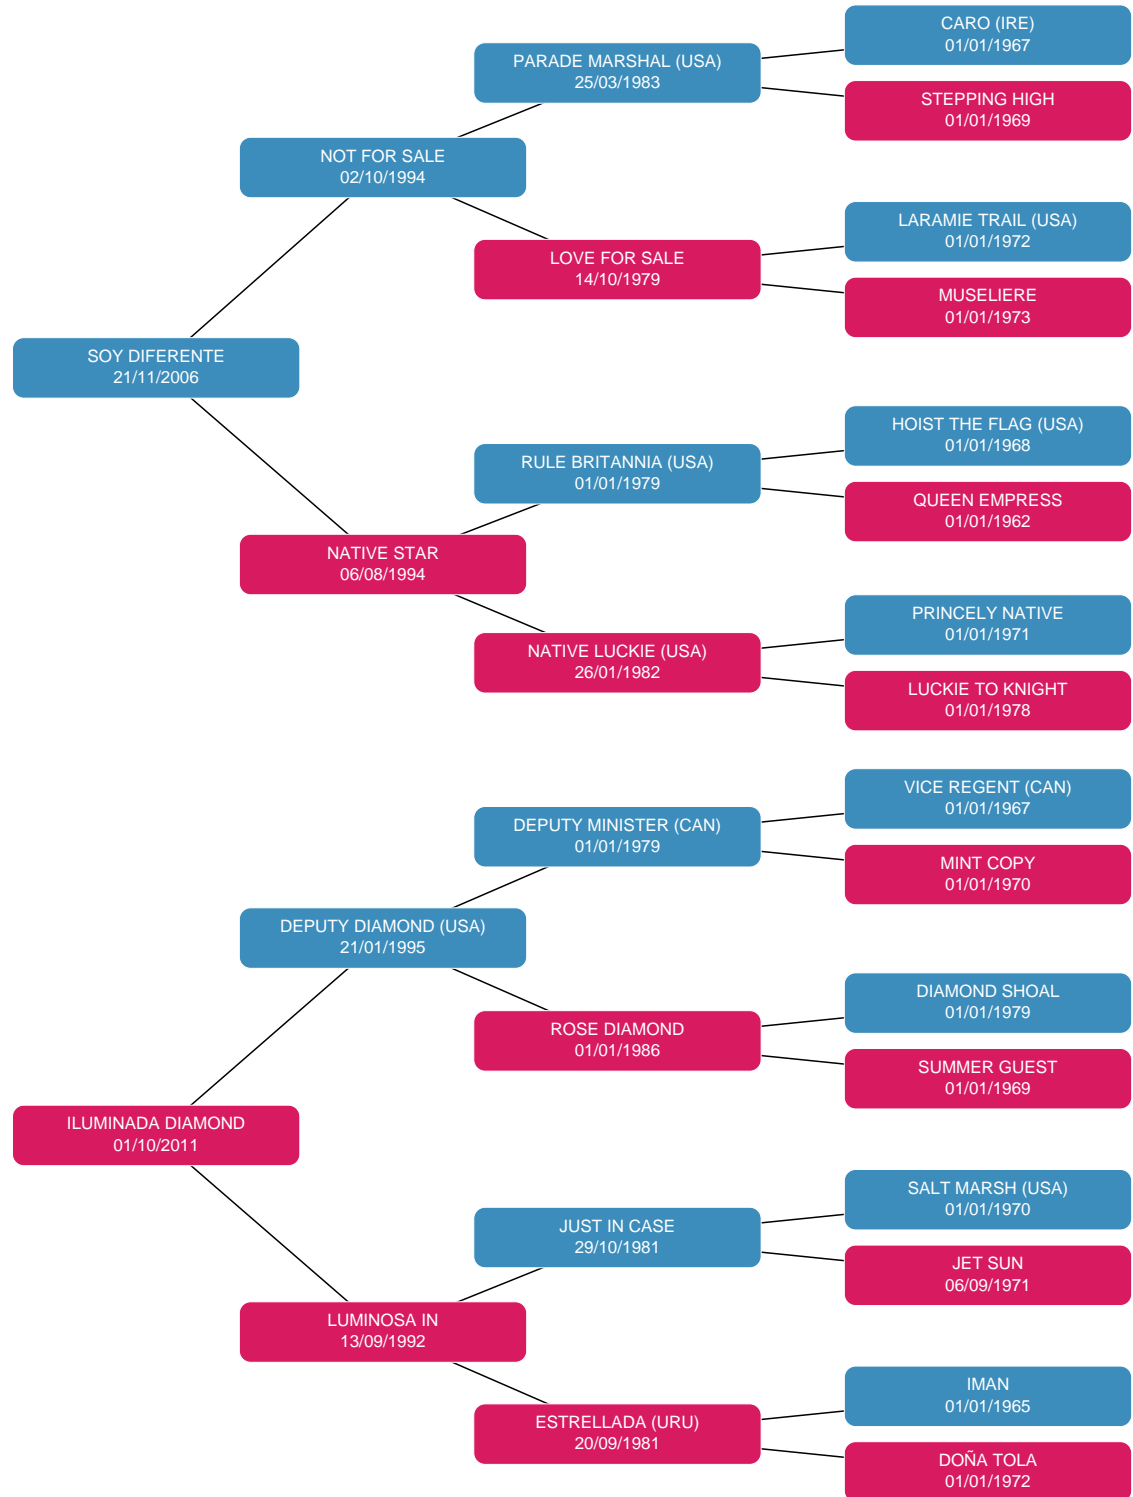 CARO (IRE)
01/01/1967
PARADE MARSHAL (USA)
25/03/1983
STEPPING HIGH
01/01/1969
NOT FOR SALE
02/10/1994
LARAMIE TRAIL (USA)
01/01/1972
LOVE FOR SALE
14/10/1979
MUSELIERE
01/01/1973
SOY DIFERENTE
21/11/2006
HOIST THE FLAG (USA)
01/01/1968
RULE BRITANNIA (USA)
01/01/1979
QUEEN EMPRESS
01/01/1962
NATIVE STAR
06/08/1994
PRINCELY NATIVE
01/01/1971
NATIVE LUCKIE (USA)
26/01/1982
LUCKIE TO KNIGHT
01/01/1978
VICE REGENT (CAN)
01/01/1967
DEPUTY MINISTER (CAN)
01/01/1979
MINT COPY
01/01/1970
DEPUTY DIAMOND (USA)
21/01/1995
DIAMOND SHOAL
01/01/1979
ROSE DIAMOND
01/01/1986
SUMMER GUEST
01/01/1969
ILUMINADA DIAMOND
01/10/2011
SALT MARSH (USA)
01/01/1970
JUST IN CASE
29/10/1981
JET SUN
06/09/1971
LUMINOSA IN
13/09/1992
IMAN
01/01/1965
ESTRELLADA (URU)
20/09/1981
DOÑA TOLA
01/01/1972